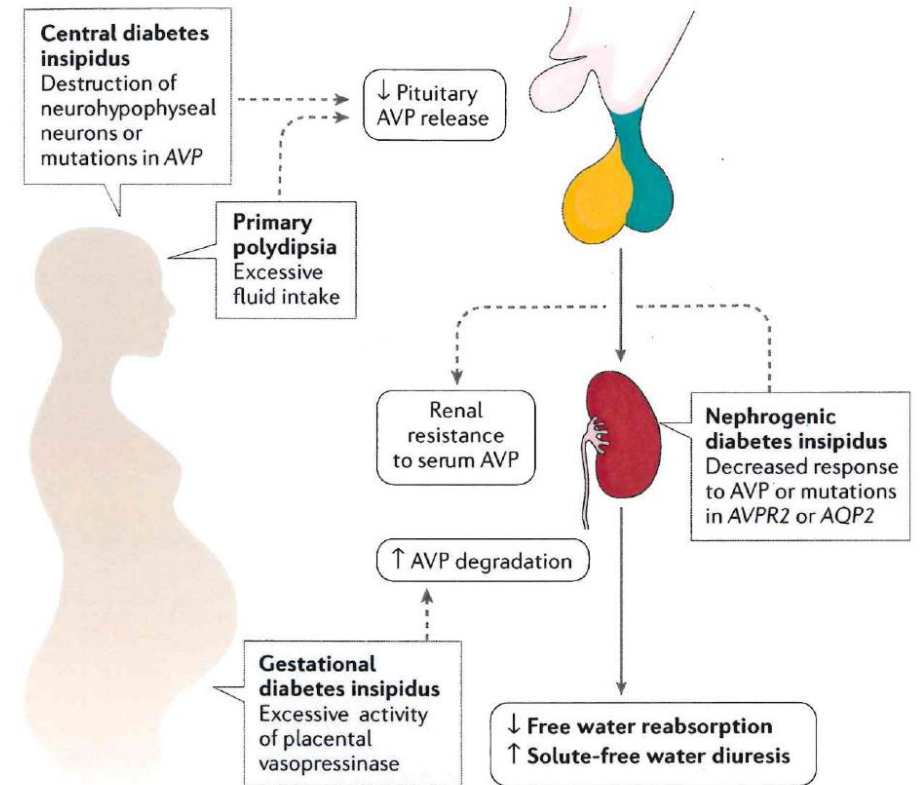 Central diabetes
insipidus
Destruction of
neurohypophyseal
neurons or
mutations in AVP
↓ Pituitary
AVP release
Primary
polydipsia
Excessive
fluid intake
Renal
resistance
to serum AVP
Nephrogenic
diabetes insipidus
Decreased response
to AVP or mutations
in AVPR2 or AQP2
↑ AVP degradation
Gestational
diabetes insipidus
Excessive activity
of placental
vasopressinase
↓ Free water reabsorption
↑ Solute-free water diuresis